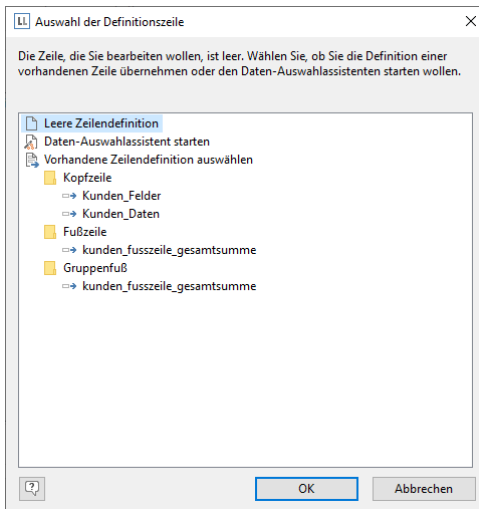 LL Auswahl der Definitionszeile
Die Zeile, die Sie bearbeiten wollen, ist leer. Wählen Sie, ob Sie die Definition einer
vorhandenen Zeile übernehmen oder den Daten-Auswahlassistenten starten wollen.
Leere Zeilendefinition
Daten-Auswahlassistent starten
Vorhandene Zeilendefinition auswählen
Kopfzeile
Kunden_Felder
Kunden_Daten
Fußzeile
kunden_fusszeile_gesamtsumme
Gruppenfuß
kunden_fusszeile_gesamtsumme
?
OK Abbrechen